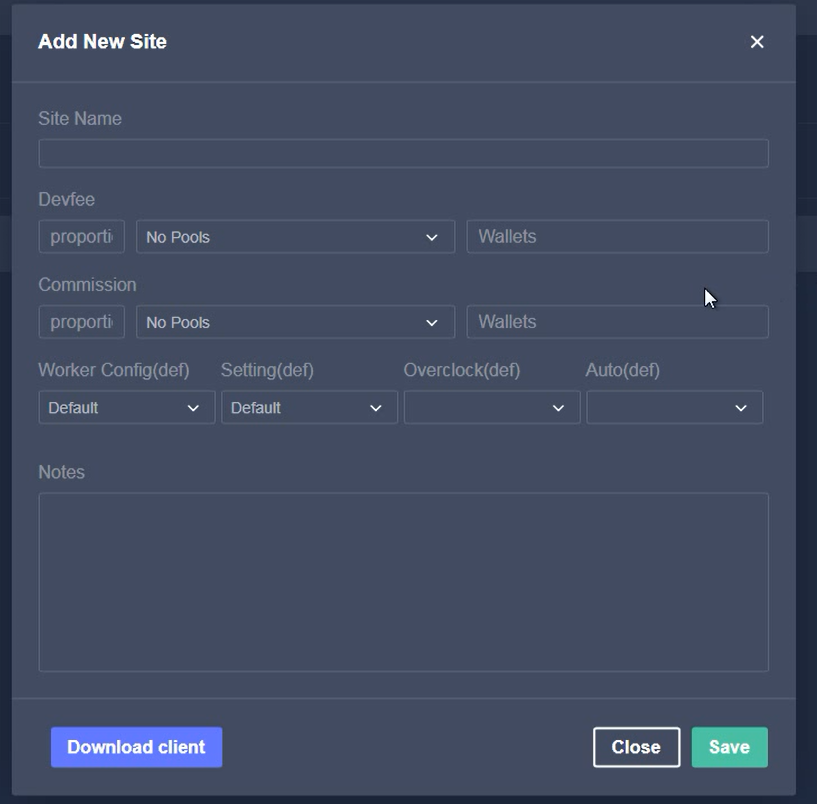 Add New Site
Site Name
Devfee
proporti No Pools Wallets
Commission
proporti No Pools Wallets
Worker Config(def) Setting(def) Overclock(def) Auto(def)
Default Default
Notes
Download client Close Save